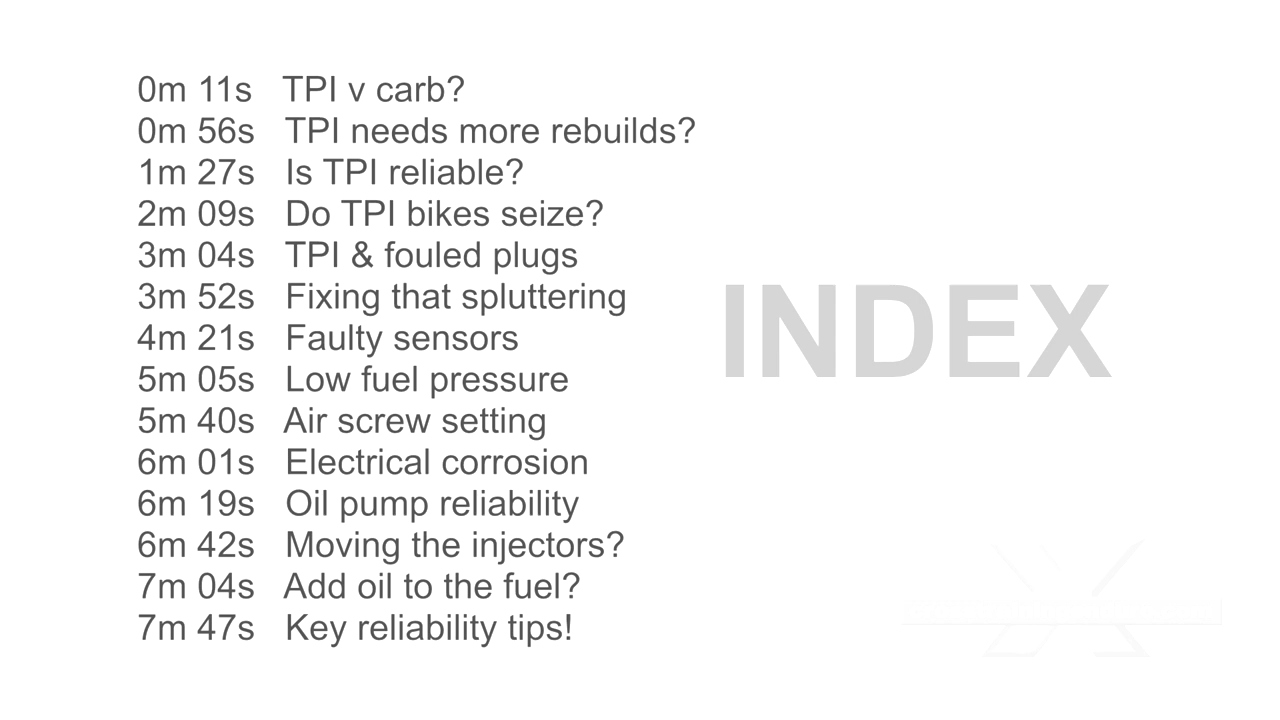 0m 11s TPI v carb?
0m 56s TPI needs more rebuilds?
1m 27s Is TPI reliable?
2m 09s Do TPI bikes seize?
3m 04s TPI & fouled plugs
3m 52s Fixing that spluttering
4m 21s Faulty sensors
5m 05s Low fuel pressure
5m 40s Air screw setting
6m 01s Electrical corrosion
6m 19s Oil pump reliability
6m 42s Moving the injectors?
7m 04s Add oil to the fuel?
7m 47s Key reliability tips!
INDEX